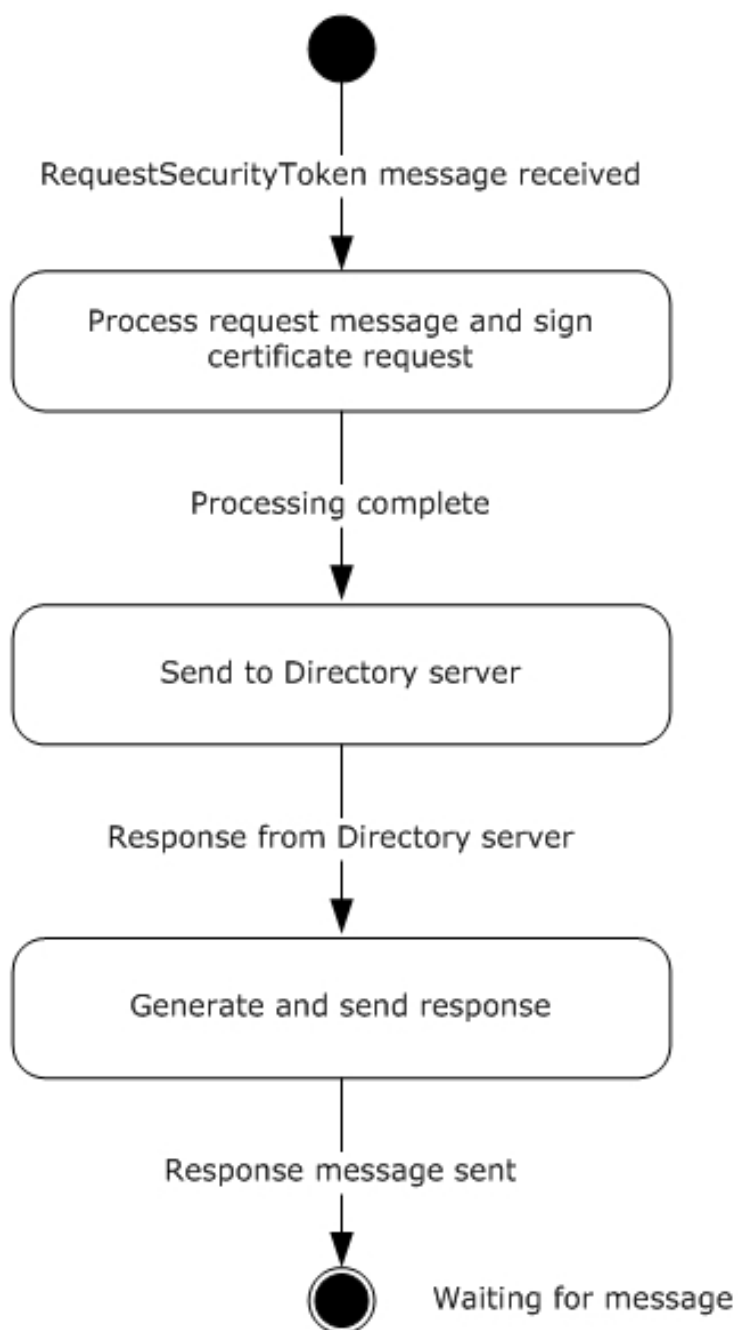 RequestSecurityToken message received
Process request message and sign
certificate request
Processing complete
Send to Directory server
Response from Directory server
Generate and send response
Response message sent
Waiting for message